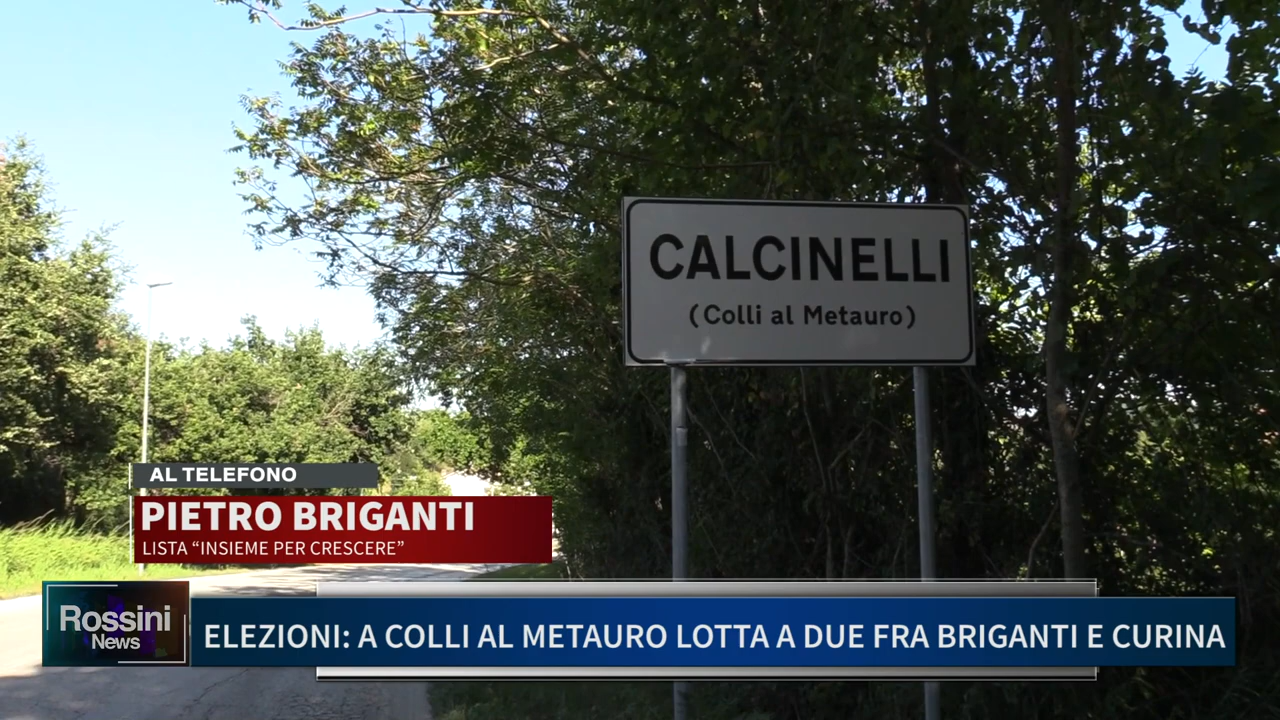 CALCINELLI
(Colli al Metauro)
AL TELEFONO
PIETRO BRIGANTI
LISTA “INSIEME PER CRESCERE”
Rossini
News
ELEZIONI: A COLLI AL METAURO LOTTA A DUE FRA BRIGANTI E CURINA